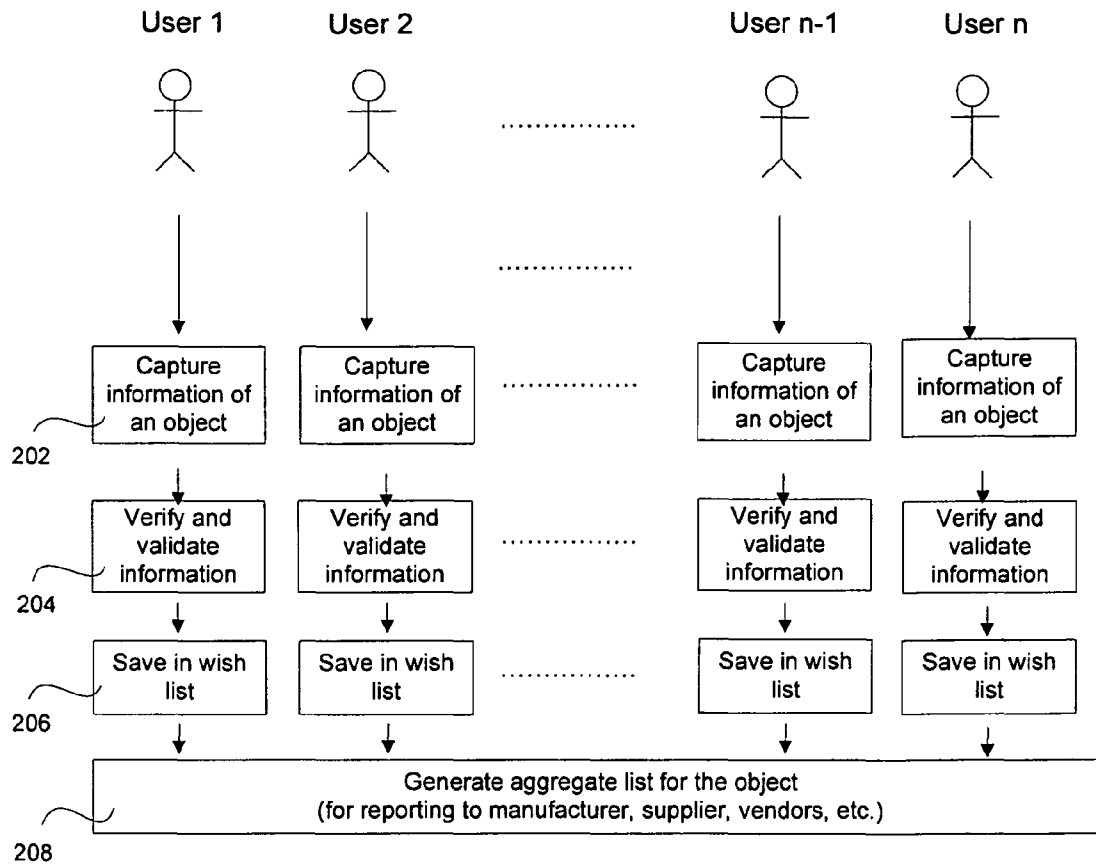 User 1 User 2 User n-1 User n
Capture information of an object
Capture information of an object
Capture information of an object
Capture information of an object
202
Verify and validate information
Verify and validate information
Verify and validate information
Verify and validate information
204
Save in wish list
Save in wish list
Save in wish list
Save in wish list
206
Generate aggregate list for the object
(for reporting to manufacturer, supplier, vendors, etc.)
208